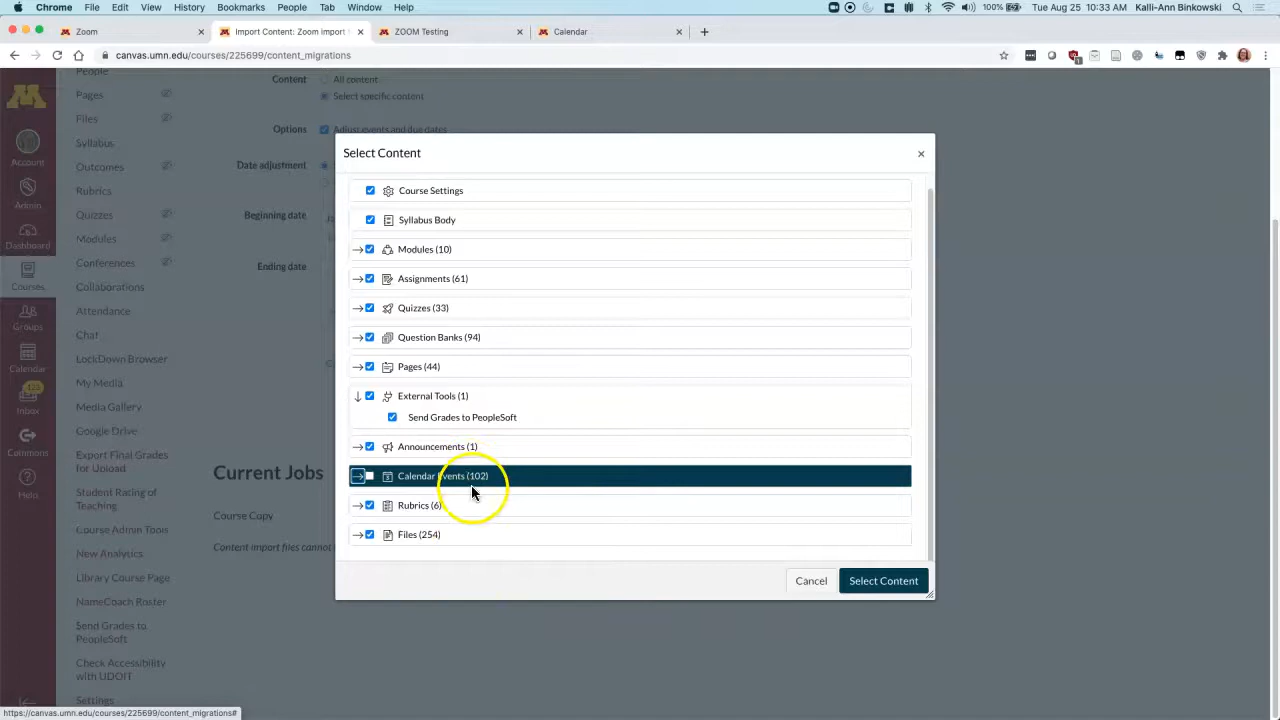 Chrome File Edit View History Bookmarks People Tab Window Help 100% Tue Aug 25 10:33 AM Kalli-Ann Binkowski
Zoom × Import Content: Zoom import × ZOOM Testing × Calendar × +
canvas.umn.edu/courses/225699/content_migrations
Account
Admin
Dashboard
Courses
Groups
Calendar
Inbox
Commons
Help
People
Pages
Files
Syllabus
Outcomes
Rubrics
Quizzes
Modules
Conferences
Collaborations
Attendance
Chat
LockDown Browser
My Media
Media Gallery
Google Drive
Export Final Grades
for Upload
Student Rating of
Teaching
Course Admin Tools
New Analytics
Library Course Page
NameCoach Roster
Send Grades to
PeopleSoft
Check Accessibility
with UDOIT
Settings
Content All content
Select specific content
Options Adjust events and due dates
Date adjustment
Beginning date
Ending date
Current Jobs
Course Copy
Content import files cannot
Select Content ×
Course Settings
Syllabus Body
Modules (10)
Assignments (61)
Quizzes (33)
Question Banks (94)
Pages (44)
External Tools (1)
Send Grades to PeopleSoft
Announcements (1)
Calendar Events (102)
Rubrics (6)
Files (254)
Cancel Select Content
https://canvas.umn.edu/courses/225699/content_migrations#